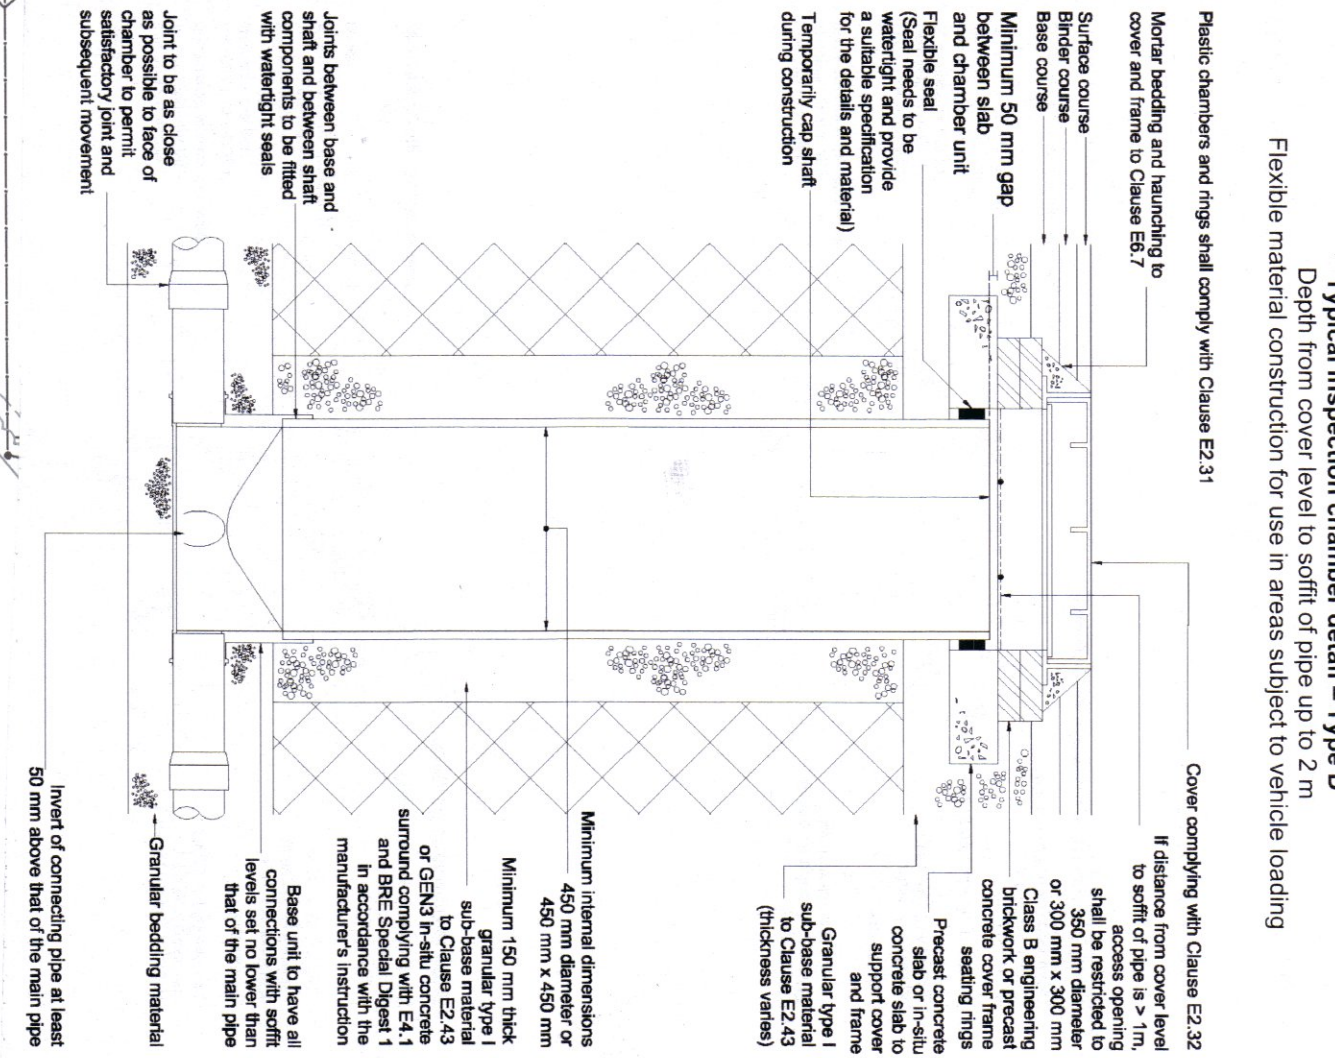 Typical inspection chamber detail – Type D
Depth from cover level to soffit of pipe up to 2 m
Flexible material construction for use in areas subject to vehicle loading
Plastic chambers and rings shall comply with Clause E2.31
Mortar bedding and haunching to
cover and frame to Clause E6.7
Surface course
Binder course
Base course
Minimum 50 mm gap
between slab
and chamber unit
Flexible seal
(Seal needs to be
watertight and provide
a suitable specification
for the details and material)
Temporarily cap shaft
during construction
Joints between base and
shaft and between shaft
components to be fitted
with watertight seals
Joint to be as close
as possible to face of
chamber to permit
satisfactory joint and
subsequent movement
Cover complying with Clause E2.32
If distance from cover level
to soffit of pipe is > 1m,
access opening
shall be restricted to
350 mm diameter
or 300 mm x 300 mm
Class B engineering
brickwork or precast
concrete cover frame
seating rings
Precast concrete
slab or in-situ
concrete slab to
support cover
and frame
Granular type I
sub-base material
to Clause E2.43
(thickness varies)
Minimum internal dimensions
450 mm diameter or
450 mm x 450 mm
Minimum 150 mm thick
granular type I
sub-base material
to Clause E2.43
or GEN3 in-situ concrete
surround complying with E4.1
and BRE Special Digest 1
in accordance with the
manufacturer's instruction
Base unit to have all
connections with soffit
levels set no lower than
that of the main pipe
Granular bedding material
Invert of connecting pipe at least
50 mm above that of the main pipe